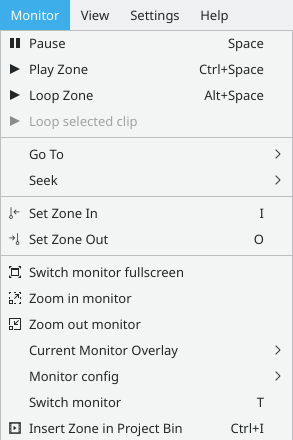 Monitor View Settings Help
Pause Space
Play Zone Ctrl+Space
Loop Zone Alt+Space
Loop selected clip
Go To
Seek
Set Zone In I
Set Zone Out O
Switch monitor fullscreen
Zoom in monitor
Zoom out monitor
Current Monitor Overlay
Monitor config
Switch monitor T
Insert Zone in Project Bin Ctrl+I